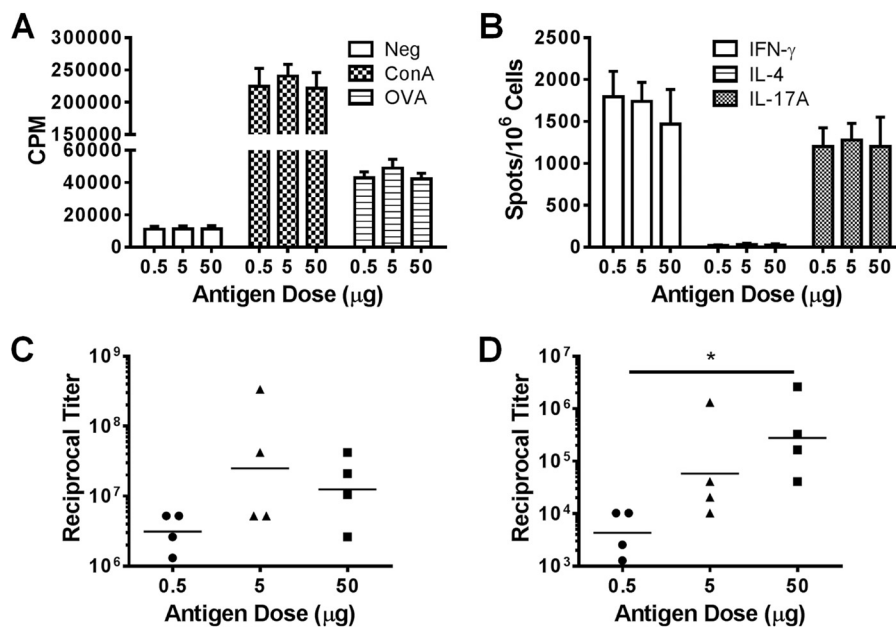 A
300000
250000
200000
150000
100000
60000
40000
20000
0
CPM
Neg
ConA
OVA
0.5 5 50 0.5 5 50 0.5 5 50
Antigen Dose (μg)
B
2500
2000
1500
1000
500
0
Spots/10⁶ Cells
IFN-γ
IL-4
IL-17A
0.5 5 50 0.5 5 50 0.5 5 50
Antigen Dose (μg)
C
10⁹
10⁸
10⁷
10⁶
Reciprocal Titer
0.5 5 50
Antigen Dose (μg)
D
10⁷
10⁶
10⁵
10⁴
10³
Reciprocal Titer
*
0.5 5 50
Antigen Dose (μg)